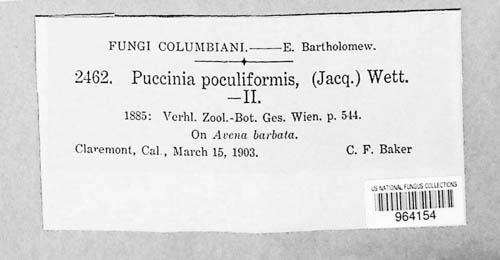 FUNGI COLUMBIANI.——E. Bartholomew.
2462. Puccinia poculiformis, (Jacq.) Wett.
—II.
1885: Verhl. Zool.-Bot. Ges. Wien. p. 544.
On Avena barbata.
Claremont, Cal., March 15, 1903. C. F. Baker
US NATIONAL FUNGUS COLLECTIONS
964154